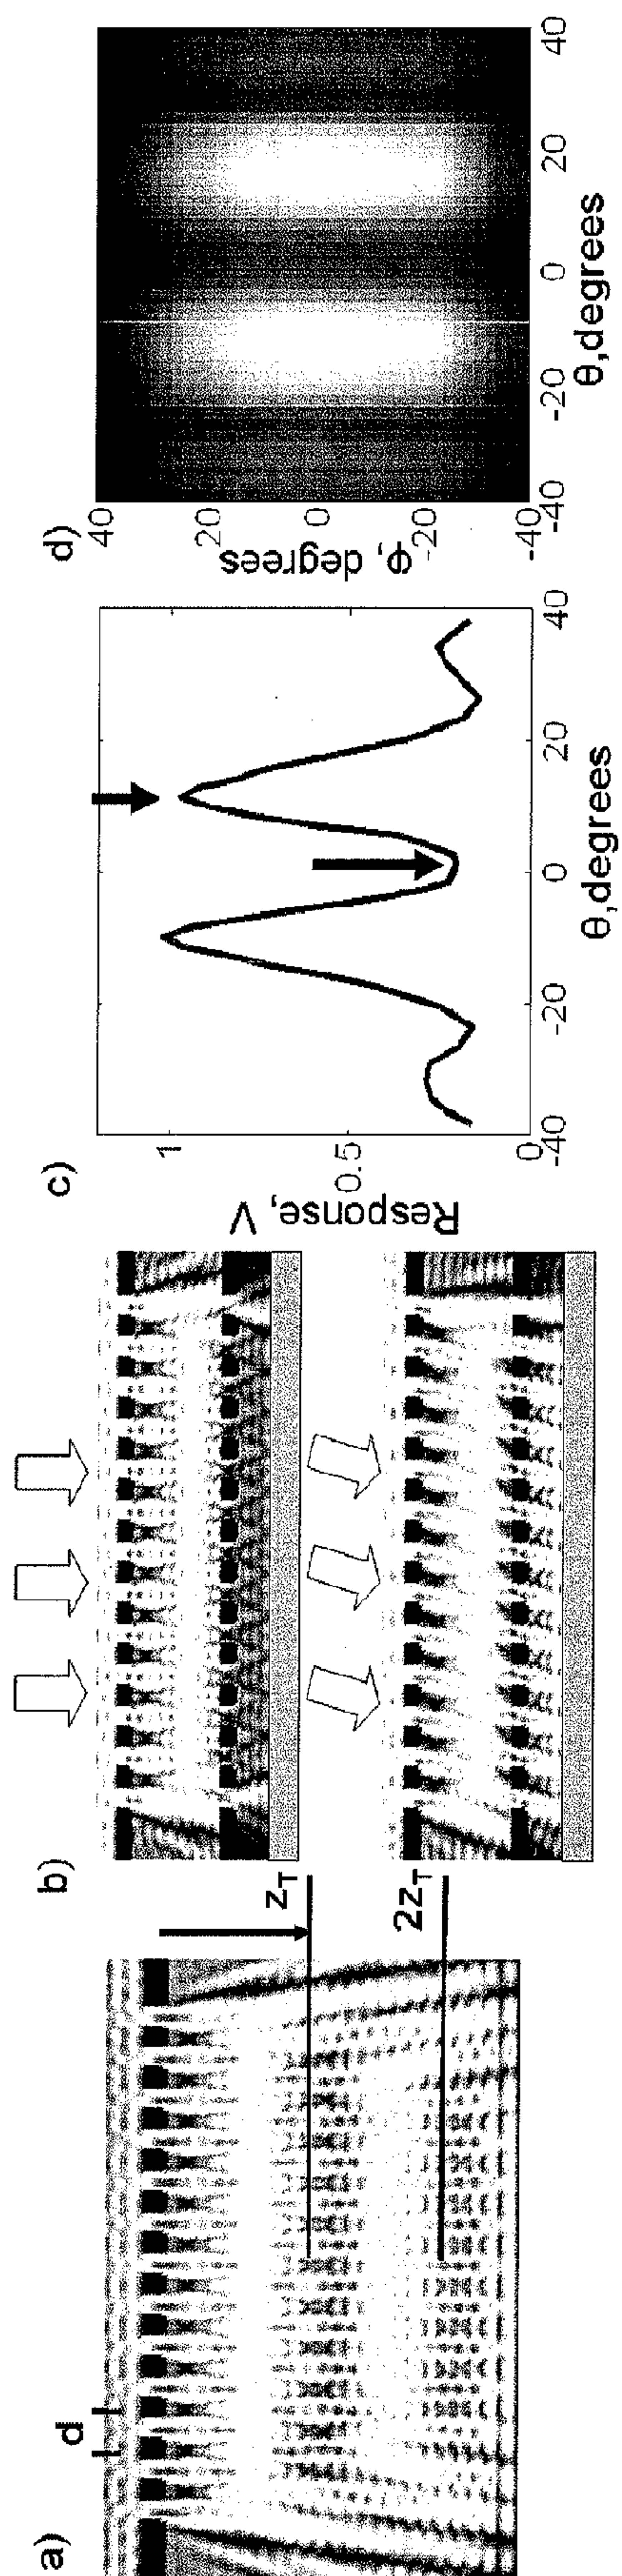 a)
d
z_T
2z_T
b)
c)
Response, V
1
0.5
0
-40
-20
0
20
40
θ, degrees
d)
φ, degrees
40
20
0
-20
-40
-40
-20
0
20
40
θ, degrees